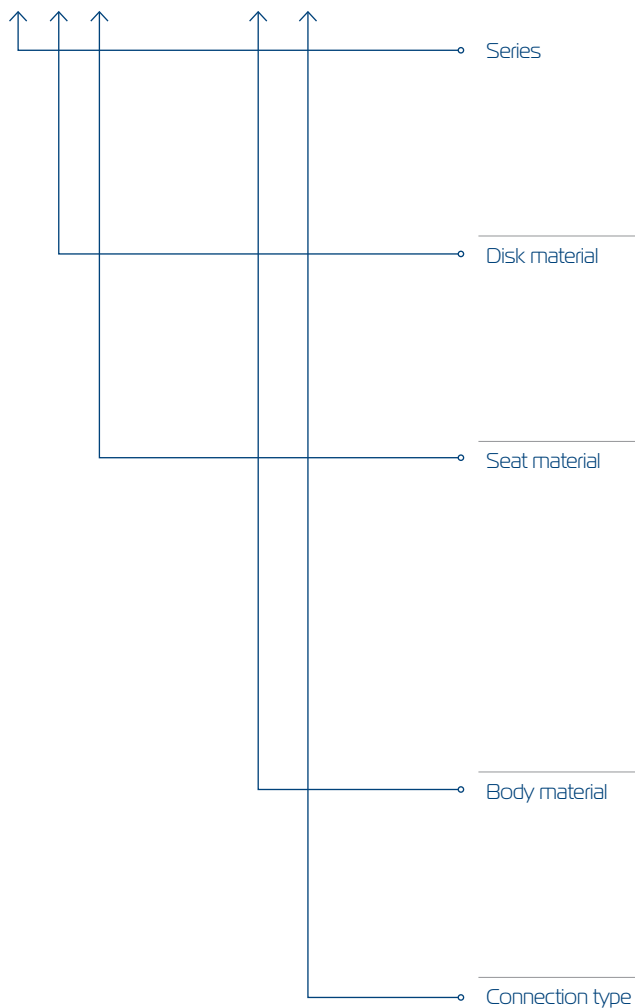 Series
Disk material
Seat material
Body material
Connection type